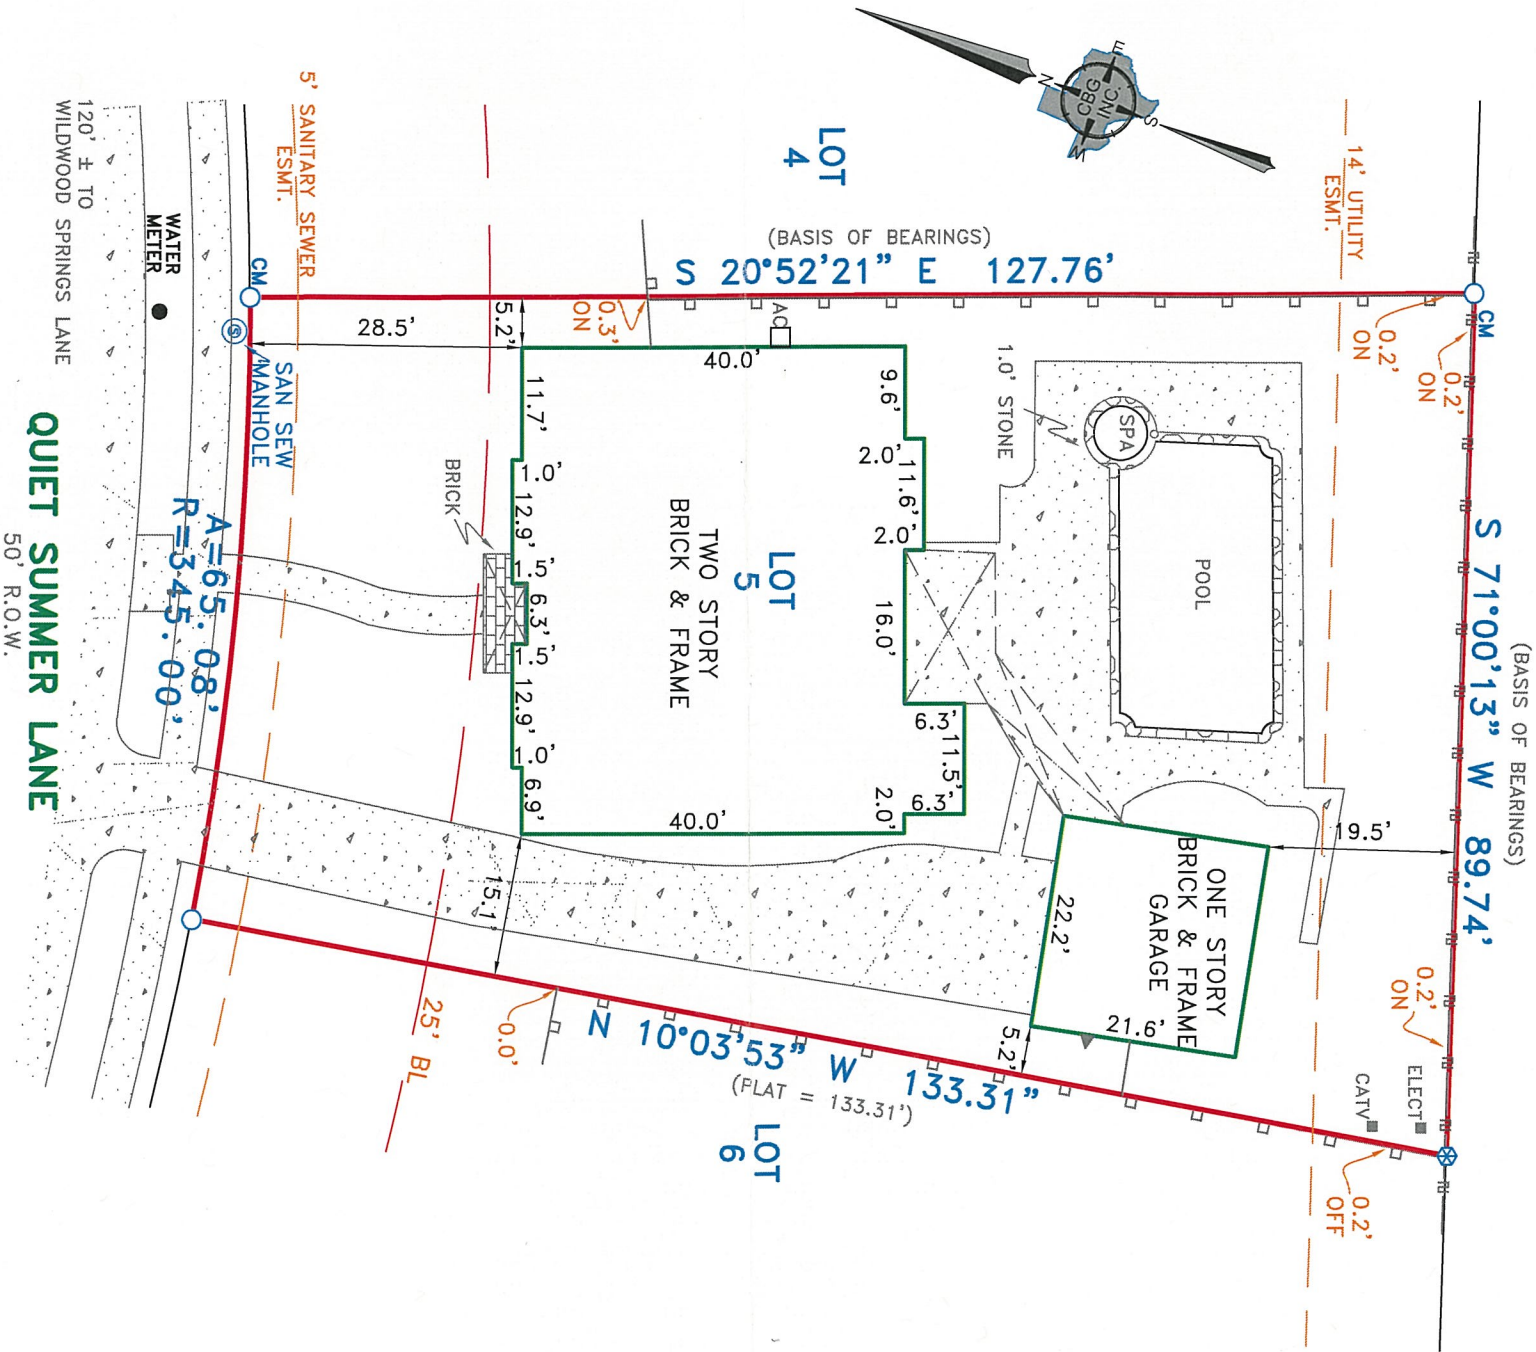 CBG
INC.
N
E
S
W
LOT
4
14' UTILITY
ESMT.
5' SANITARY SEWER
ESMT.
120' ± TO
WILDWOOD SPRINGS LANE
WATER
METER
(BASIS OF BEARINGS)
S 20°52'21" E 127.76'
CM
CM
0.3'
ON
0.2'
ON
0.2'
ON
AC
28.5'
5.2'
SAN SEW
MANHOLE
S
40.0'
9.6'
2.0'
11.6'
2.0'
16.0'
6.3'
11.5'
6.3'
2.0'
40.0'
11.7'
1.0'
12.9'
1.5'
6.3'
1.5'
12.9'
1.0'
6.9'
BRICK
TWO STORY
BRICK & FRAME
LOT
5
1.0' STONE
SPA
POOL
S 71°00'13" W 89.74'
(BASIS OF BEARINGS)
A=65.08'
R=345.00'
QUIET SUMMER LANE
50' R.O.W.
15.1'
19.5'
ONE STORY
BRICK & FRAME
GARAGE
22.2'
21.6'
5.2'
0.2'
ON
ELECT
CATV
25' BL
0.0'
N 10°03'53" W 133.31"
(PLAT = 133.31')
0.2'
OFF
LOT
6